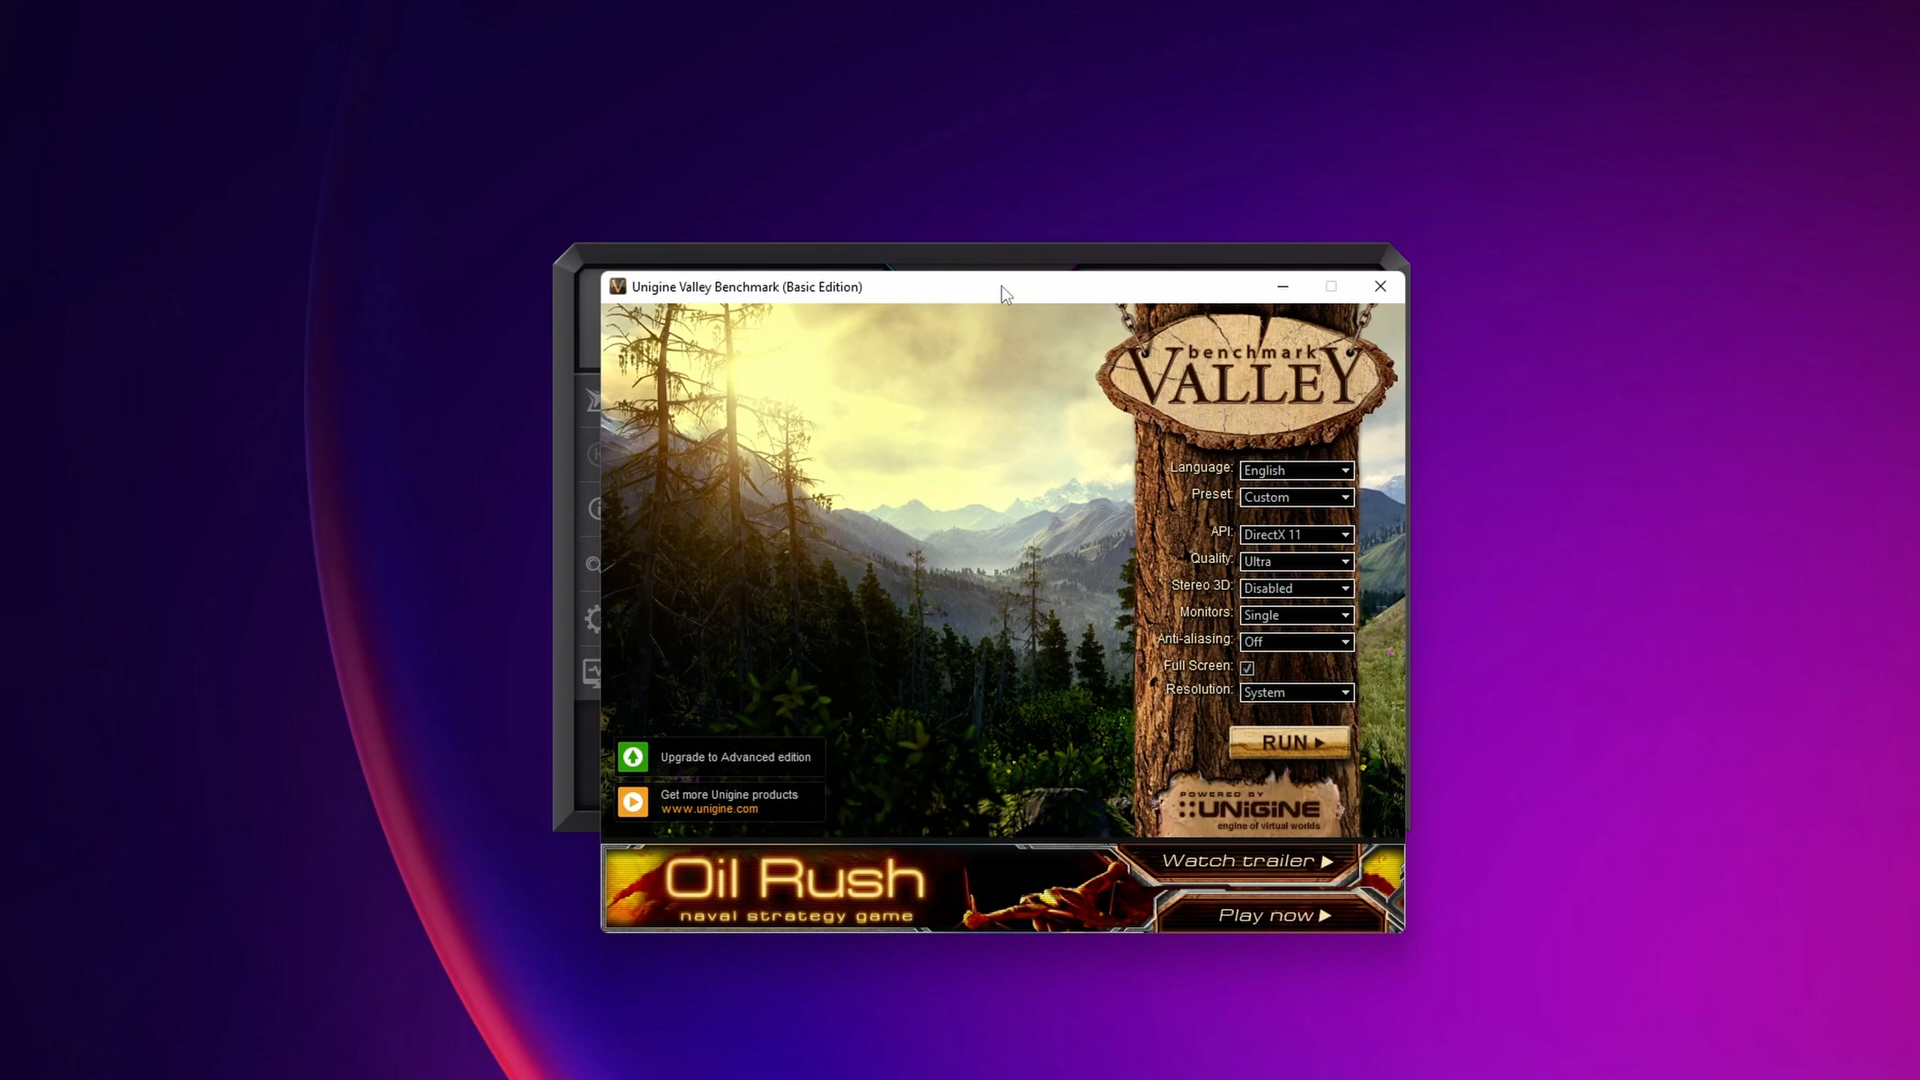 Unigine Valley Benchmark (Basic Edition)
benchmark
VALLEY
Language: English
Preset: Custom
API: DirectX 11
Quality: Ultra
Stereo 3D: Disabled
Monitors: Single
Anti-aliasing: Off
Full Screen:
Resolution: System
RUN
Upgrade to Advanced edition
Get more Unigine products
www.unigine.com
POWERED BY
UNiGiNE
engine of virtual worlds
Oil Rush
naval strategy game
Watch trailer
Play now